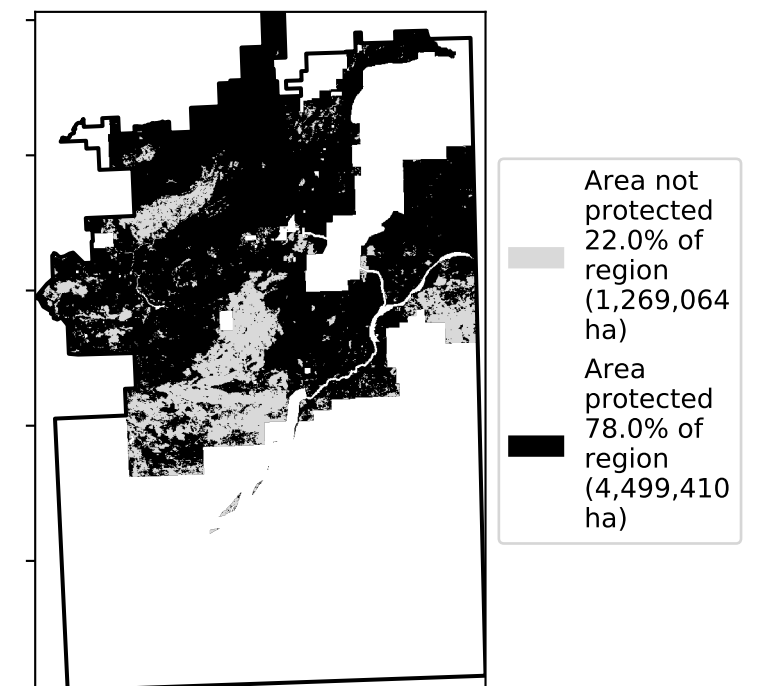 Area not
protected
22.0% of
region
(1,269,064
ha)
Area
protected
78.0% of
region
(4,499,410
ha)